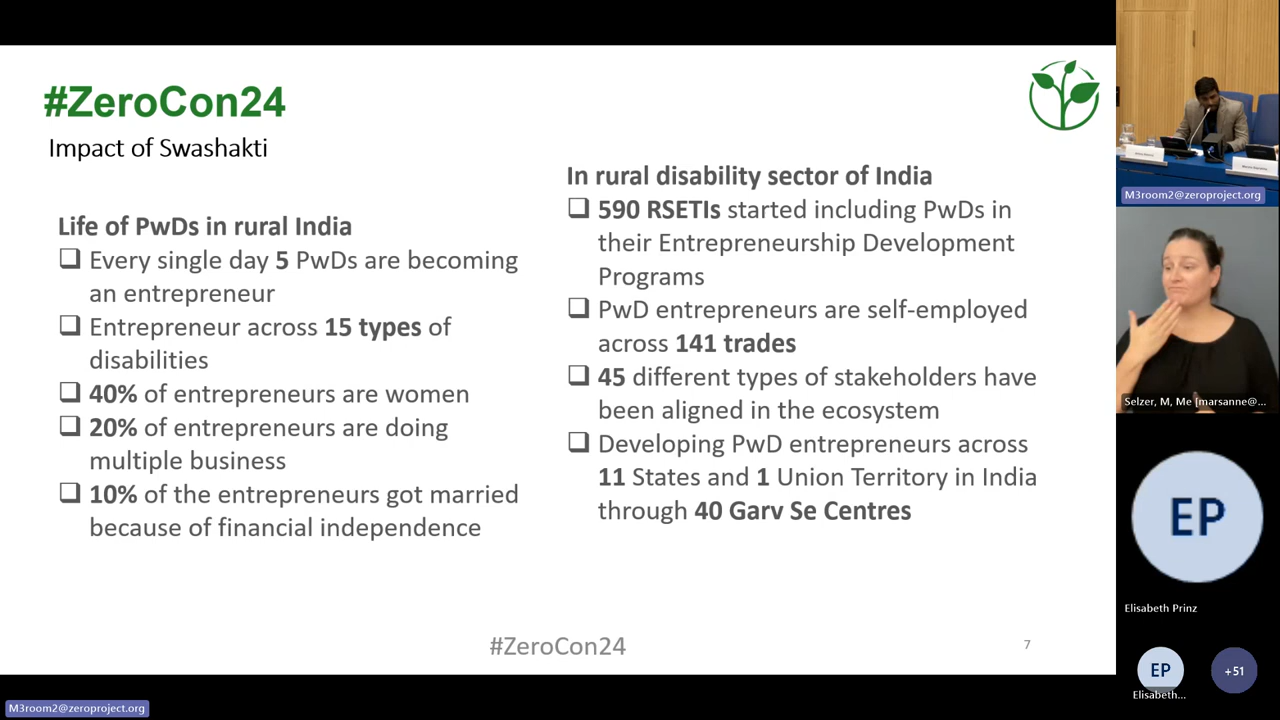 #ZeroCon24
Impact of Swashakti
Life of PwDs in rural India
Every single day 5 PwDs are becoming
an entrepreneur
Entrepreneur across 15 types of
disabilities
40% of entrepreneurs are women
20% of entrepreneurs are doing
multiple business
10% of the entrepreneurs got married
because of financial independence
In rural disability sector of India
590 RSETIs started including PwDs in
their Entrepreneurship Development
Programs
PwD entrepreneurs are self-employed
across 141 trades
45 different types of stakeholders have
been aligned in the ecosystem
Developing PwD entrepreneurs across
11 States and 1 Union Territory in India
through 40 Garv Se Centres
#ZeroCon24
7
M3room2@zeroproject.org
M3room2@zeroproject.org
Selzer, M, Me [marsanne@...
EP
Elisabeth Prinz
EP
Elisabeth...
+51